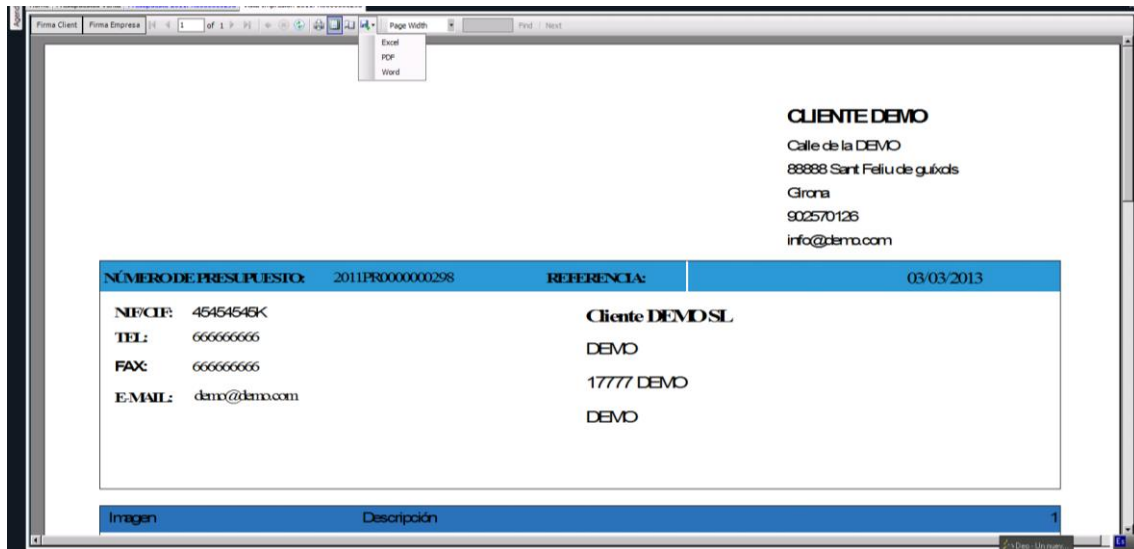 Agend
Firma Client Firma Empresa 1 of 1 Page Width Find Next
Excel
PDF
Word
CLIENTE DEMO
Calle de la DEMO
88888 Sant Feliu de guíxols
Girona
902570126
info@demo.com
NÚMERO DE PRESUPUESTO: 2011PR0000000298 REFERENCIA: 03/03/2013
NIF/CIF: 45454545K
TEL: 666666666
FAX: 666666666
E-MAIL: demo@demo.com
Cliente DEMO SL
DEMO
17777 DEMO
DEMO
Imagen Descripción 1